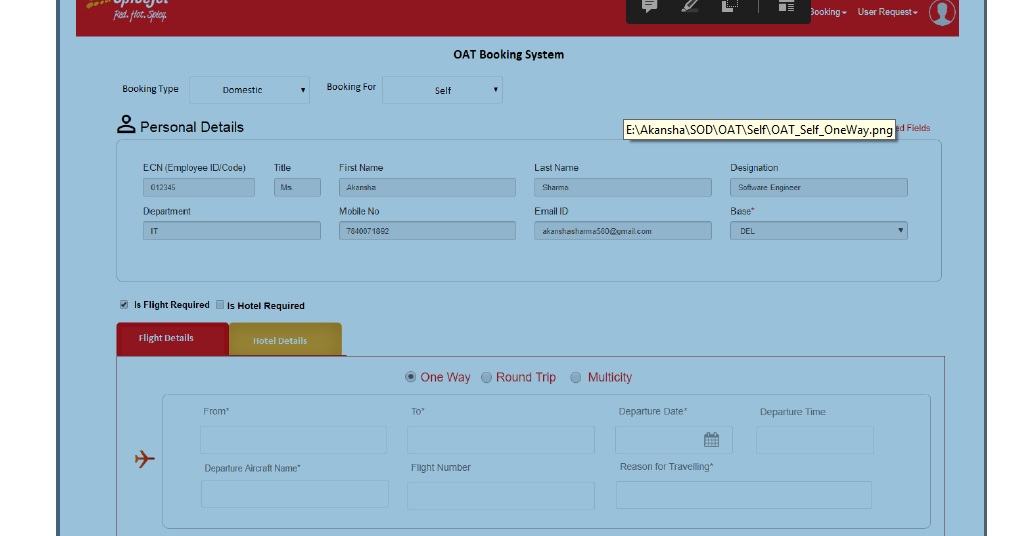 Red. Hot. Spicy.
Booking User Request
OAT Booking System
Booking Type Domestic Booking For Self
Personal Details
E:\Akansha\SOD\OAT\Self\OAT_Self_OneWay.png
Fields
ECN (Employee ID/Code) Title First Name Last Name Designation
012345 Ms. Akansha Sharma Software Engineer
Department Mobile No Email ID Base*
IT 7840071892 akanshasharma580@gmail.com DEL
Is Flight Required Is Hotel Required
Flight Details Hotel Details
One Way Round Trip Multicity
From* To* Departure Date* Departure Time
Departure Aircraft Name* Flight Number Reason for Travelling*